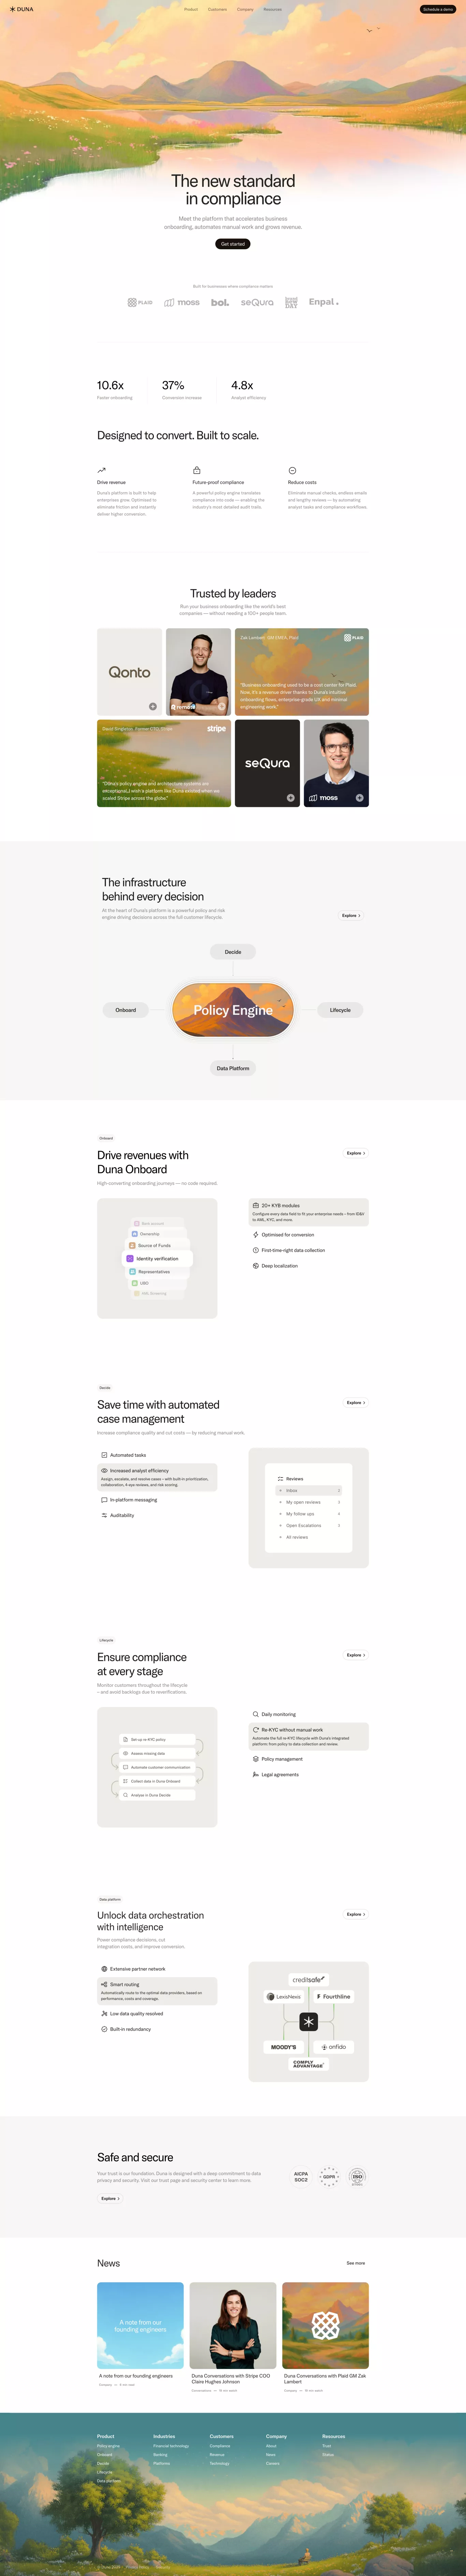 DUNA
Product
Customers
Company
Resources
Schedule a demo
The new standard
in compliance
Meet the platform that accelerates business
onboarding, automates manual work and grows revenue.
Get started
Built for businesses where compliance matters
PLAID
moss
bol.
seQura
NEW DAY
Enpal.
10.6x
Faster onboarding
37%
Conversion increase
4.8x
Analyst efficiency
Designed to convert. Built to scale.
Drive revenue
Duna's platform is built to help
enterprises grow. Optimised to
eliminate friction and instantly
deliver higher conversion.
Future-proof compliance
A powerful policy engine translates
compliance into code – enabling the
industry's most detailed audit trails.
Reduce costs
Eliminate manual checks, endless emails
and lengthy reviews – by automating
analyst tasks and compliance workflows.
Trusted by leaders
Run your business onboarding like the world's best
companies — without needing a 100+ people team.
Qonto
remote
Zak Lambert, GM EMEA, Plaid
PLAID
"Business onboarding used to be a cost center for Plaid.
Now, it's a revenue driver thanks to Duna's intuitive
onboarding flows, enterprise-grade UX and minimal
engineering work."
David Singleton, Former CTO, Stripe
stripe
"Duna's policy engine and architecture systems are
exceptional. I wish a platform like Duna existed when we
scaled Stripe across the globe."
seQura
moss
The infrastructure
behind every decision
At the heart of Duna's platform is a powerful policy and risk
engine driving decisions across the full customer lifecycle.
Explore
Decide
Onboard
Policy Engine
Lifecycle
Data Platform
Onboard
Drive revenues with
Duna Onboard
High-converting onboarding journeys — no code required.
Explore
Bank account
Ownership
Source of Funds
Identity verification
Representatives
UBO
AML Screening
20+ KYB modules
Configure every data field to fit your enterprise needs – from ID&V
to AML, KYC, and more.
Optimised for conversion
First-time-right data collection
Deep localization
Decide
Save time with automated
case management
Increase compliance quality and cut costs — by reducing manual work.
Explore
Automated tasks
Increased analyst efficiency
Assign, escalate, and resolve cases – with built-in prioritization,
collaboration, 4-eye reviews, and risk scoring.
In-platform messaging
Auditability
Reviews
Inbox
My open reviews
My follow ups
Open Escalations
All reviews
Lifecycle
Ensure compliance
at every stage
Monitor customers throughout the lifecycle
– and avoid backlogs due to reverifications.
Explore
Set-up re-KYC policy
Assess missing data
Automate customer communication
Collect data in Duna Onboard
Analyse in Duna Decide
Daily monitoring
Re-KYC without manual work
Automate the full re-KYC lifecycle with Duna's integrated
platform: from policy to data collection and review.
Policy management
Legal agreements
Data platform
Unlock data orchestration
with intelligence
Power compliance decisions, cut
integration costs, and improve conversion.
Explore
Extensive partner network
Smart routing
Automatically route to the optimal data providers, based on
performance, costs and coverage.
Low data quality resolved
Built-in redundancy
creditsafe
LexisNexis
Fourthline
MOODY'S
onfido
COMPLY
ADVANTAGE
Safe and secure
Your trust is our foundation. Duna is designed with a deep commitment to data
privacy and security. Visit our trust page and security center to learn more.
Explore
AICPA
SOC2
GDPR
ISO
News
See more
A note from our
founding engineers
A note from our founding engineers
Duna Conversations with Stripe COO
Claire Hughes Johnson
Duna Conversations with Plaid GM Zak
Lambert
Product
Policy engine
Onboard
Decide
Lifecycle
Data platform
Industries
Financial technology
Banking
Platforms
Customers
Compliance
Revenue
Technology
Company
About
News
Careers
Resources
Trust
Status